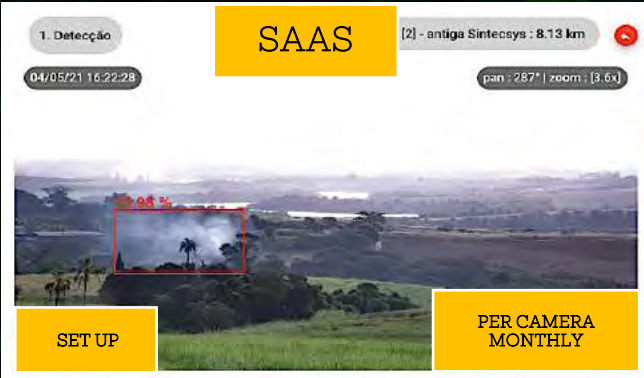 1. Detecção
SAAS
[2] - antiga Sintecsys : 8.13 km
04/05/21 16:22:28
pan : 287° | zoom : [3.6x]
98 %
SET UP
PER CAMERA
MONTHLY